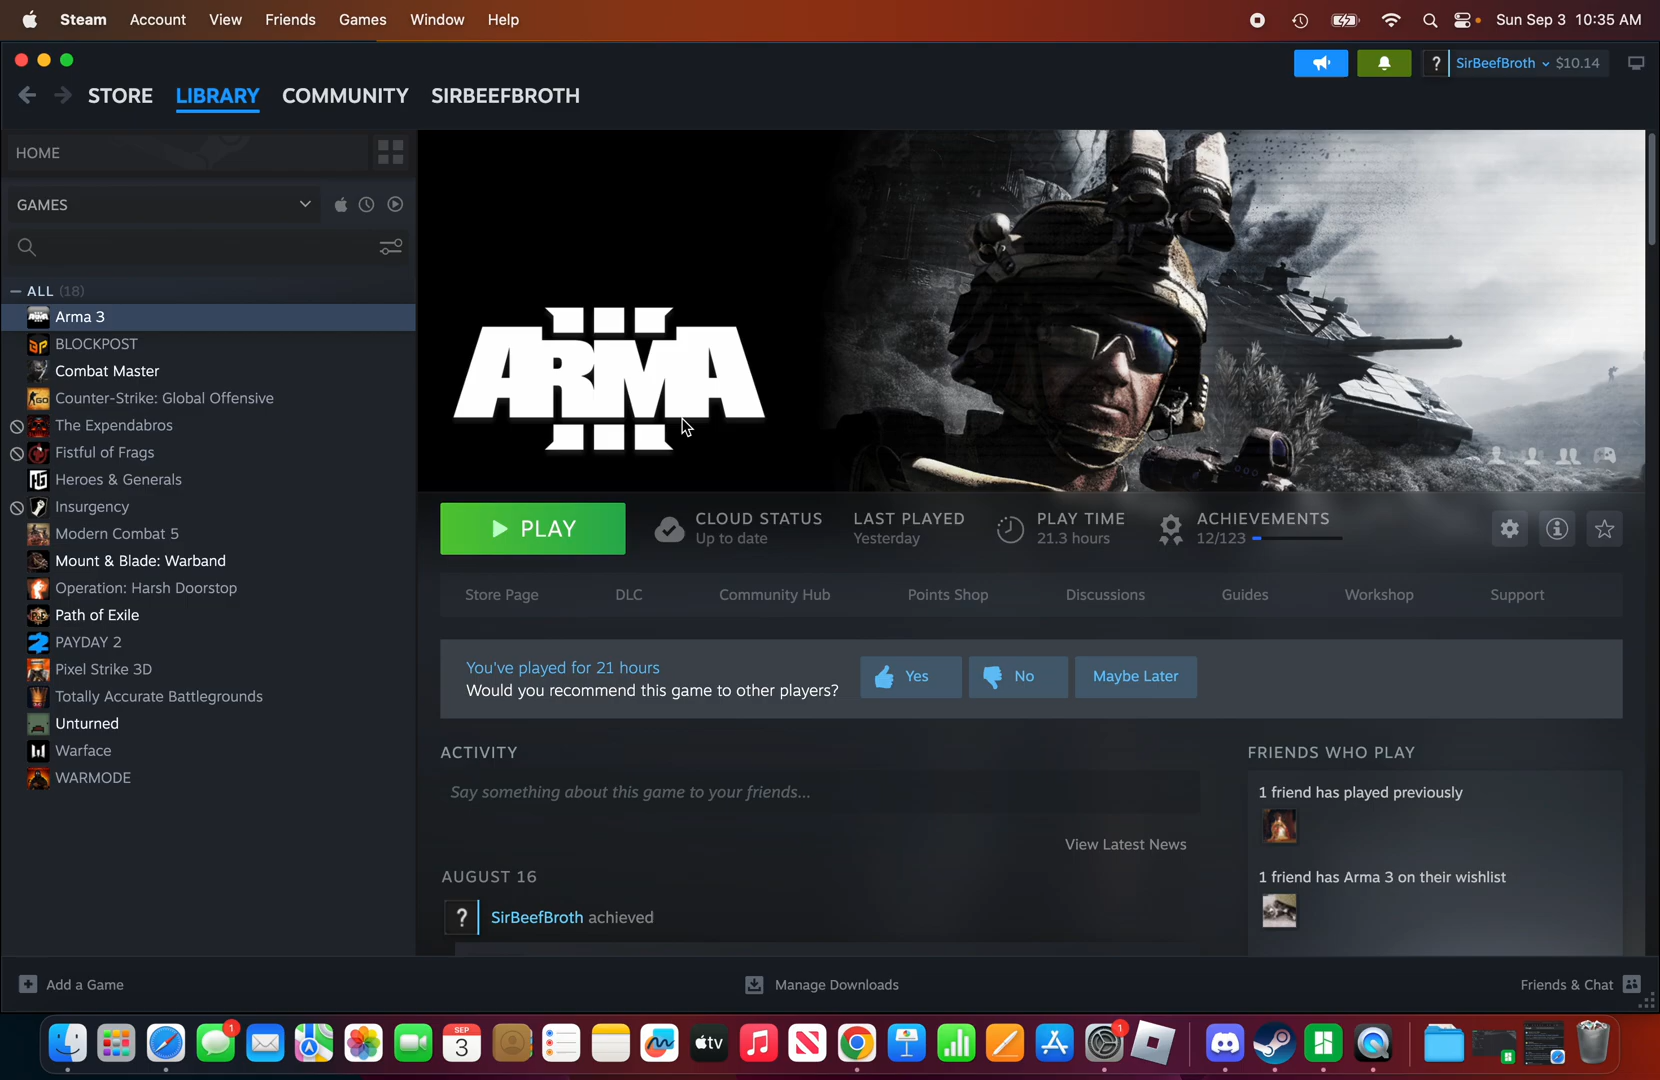 Steam Account View Friends Games Window Help Sun Sep 3 10:35 AM
? SirBeefBroth $10.14
STORE LIBRARY COMMUNITY SIRBEEFBROTH
HOME
GAMES
ALL (18)
Arma 3
BLOCKPOST
Combat Master
Counter-Strike: Global Offensive
The Expendabros
Fistful of Frags
Heroes & Generals
Insurgency
Modern Combat 5
Mount & Blade: Warband
Operation: Harsh Doorstop
Path of Exile
PAYDAY 2
Pixel Strike 3D
Totally Accurate Battlegrounds
Unturned
Warface
WARMODE
ARMA III
PLAY
CLOUD STATUS
Up to date
LAST PLAYED
Yesterday
PLAY TIME
21.3 hours
ACHIEVEMENTS
12/123
Store Page DLC Community Hub Points Shop Discussions Guides Workshop Support
You've played for 21 hours
Would you recommend this game to other players?
Yes No Maybe Later
ACTIVITY
Say something about this game to your friends...
View Latest News
AUGUST 16
? SirBeefBroth achieved
FRIENDS WHO PLAY
1 friend has played previously
1 friend has Arma 3 on their wishlist
Add a Game Manage Downloads Friends & Chat
1 SEP 3 tv 1